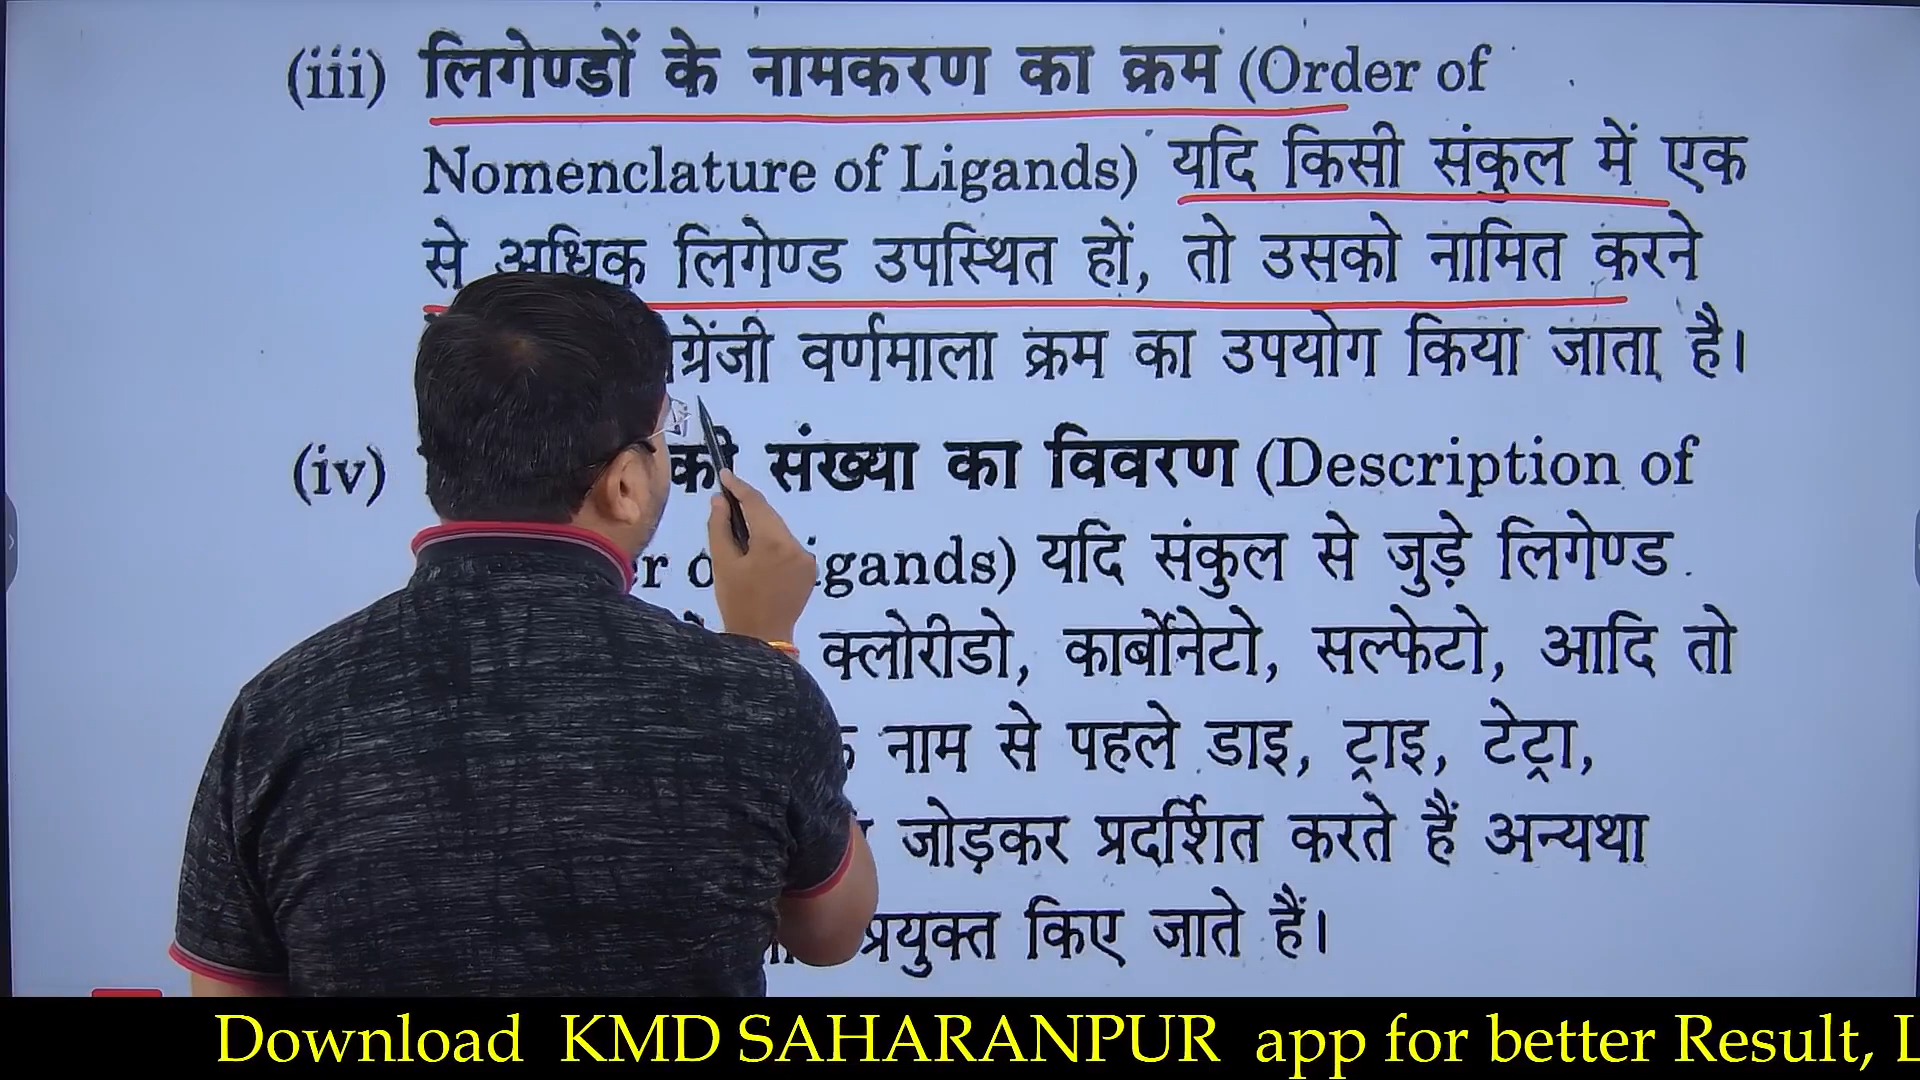 (iii) लिगेण्डों के नामकरण का क्रम (Order of
Nomenclature of Ligands) यदि किसी संकुल में एक
से अधिक लिगेण्ड उपस्थित हों, तो उसको नामित करने
वर्णमाला क्रम का उपयोग किया जाता है।
(iv) की संख्या का विवरण (Description of
यदि संकुल से जुड़े लिगेण्ड
क्लोरीडो, कार्बोनेटो, सल्फेटो, आदि तो
नाम से पहले डाइ, ट्राइ, टेट्रा,
जोड़कर प्रदर्शित करते हैं अन्यथा
प्रयुक्त किए जाते हैं।
Download KMD SAHARANPUR app for better Result, L